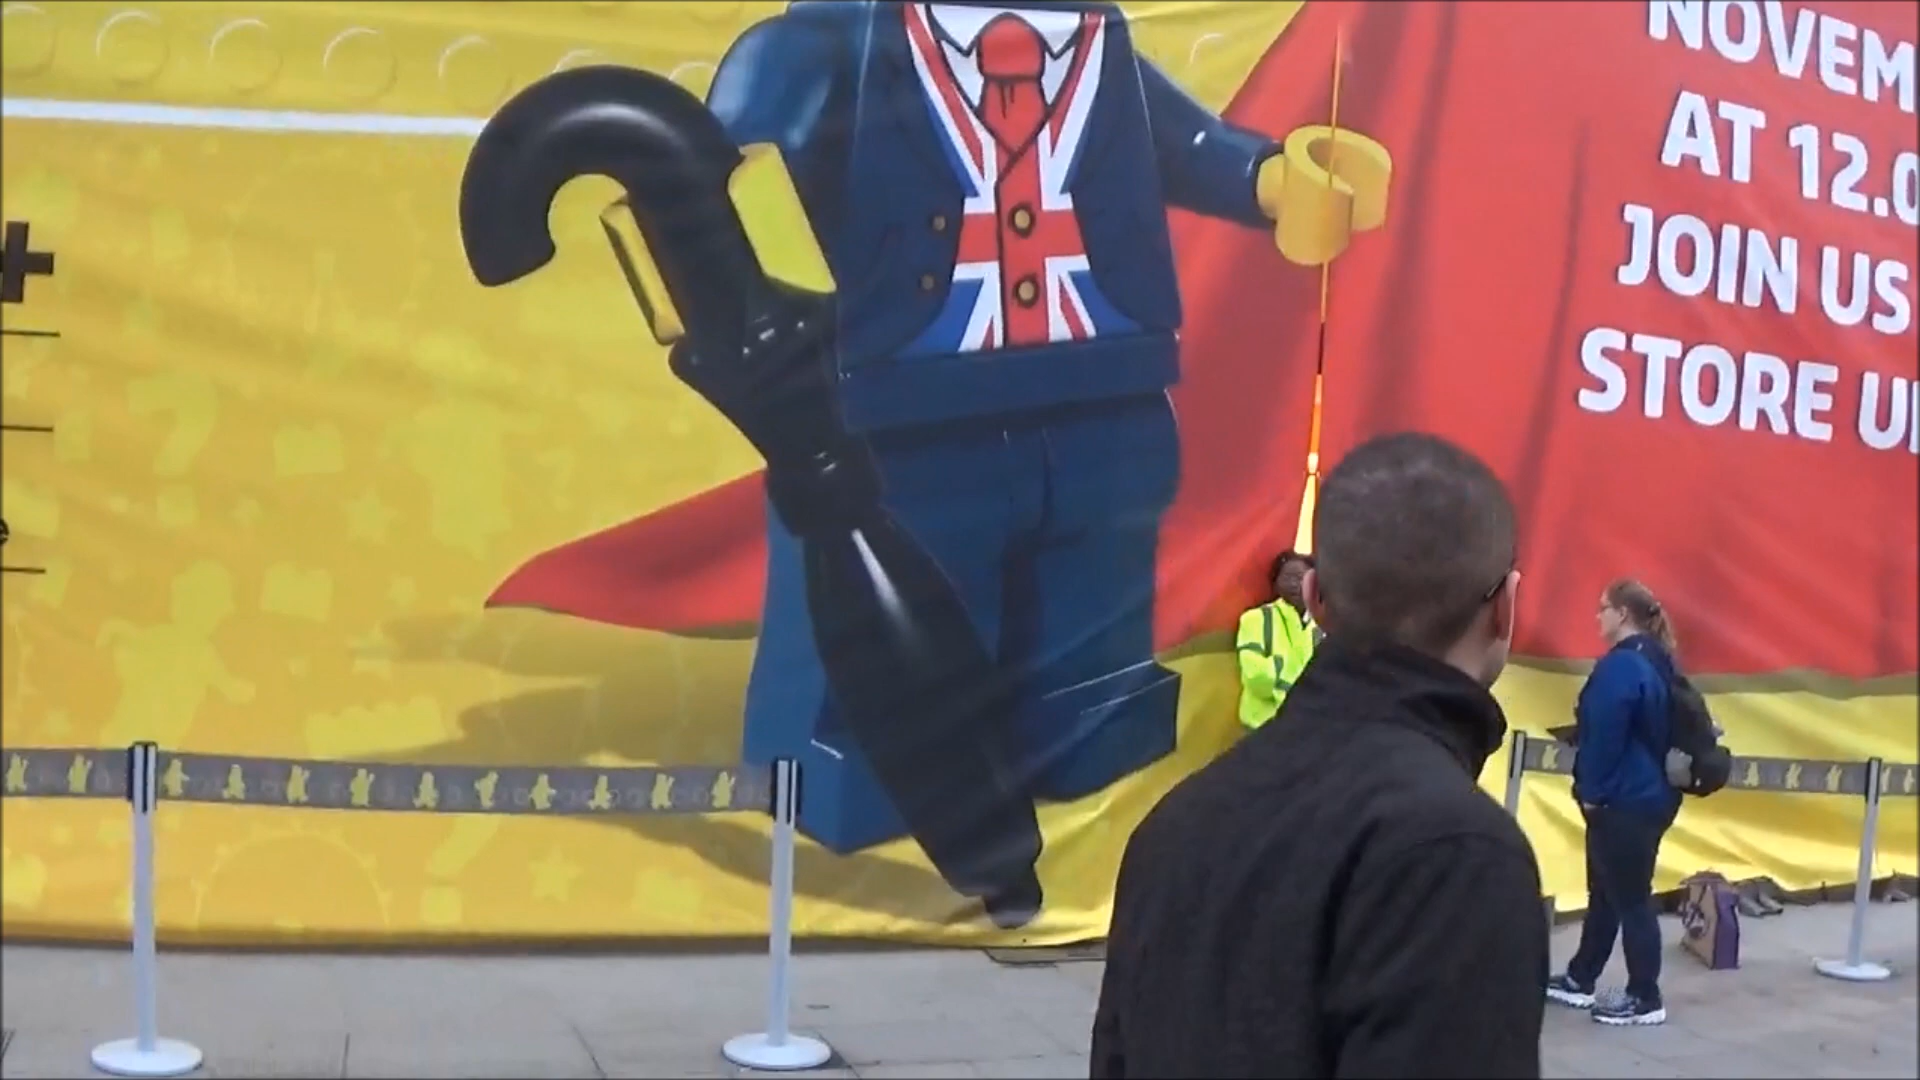 NOVEM
AT 12.0
JOIN US
STORE U
+
e